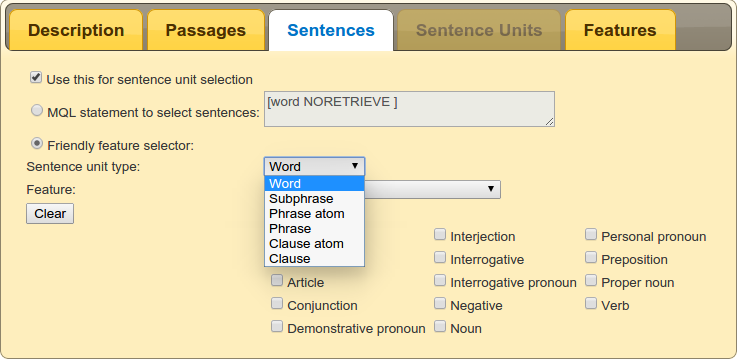 Description Passages Sentences Sentence Units Features
Use this for sentence unit selection
MQL statement to select sentences: [word NORETRIEVE ]
Friendly feature selector:
Sentence unit type: Word
Feature:
Word
Subphrase
Phrase atom
Phrase
Clause atom
Clause
Clear
Interjection Personal pronoun
Interrogative Preposition
Article Interrogative pronoun Proper noun
Conjunction Negative Verb
Demonstrative pronoun Noun